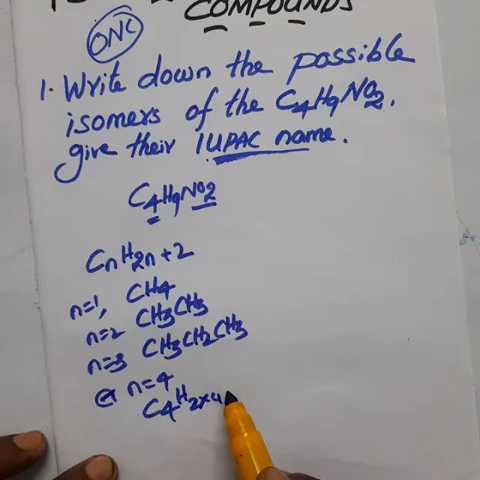 COMPOUNDS
ONC
1. Write down the possible
isomers of the C4H9NO2.
give their IUPAC name.
C4H9NO2
CnH2n+2
n=1, CH4
n=2 CH3CH3
n=3 CH3CH2CH3
@ n=4
C4H2x4